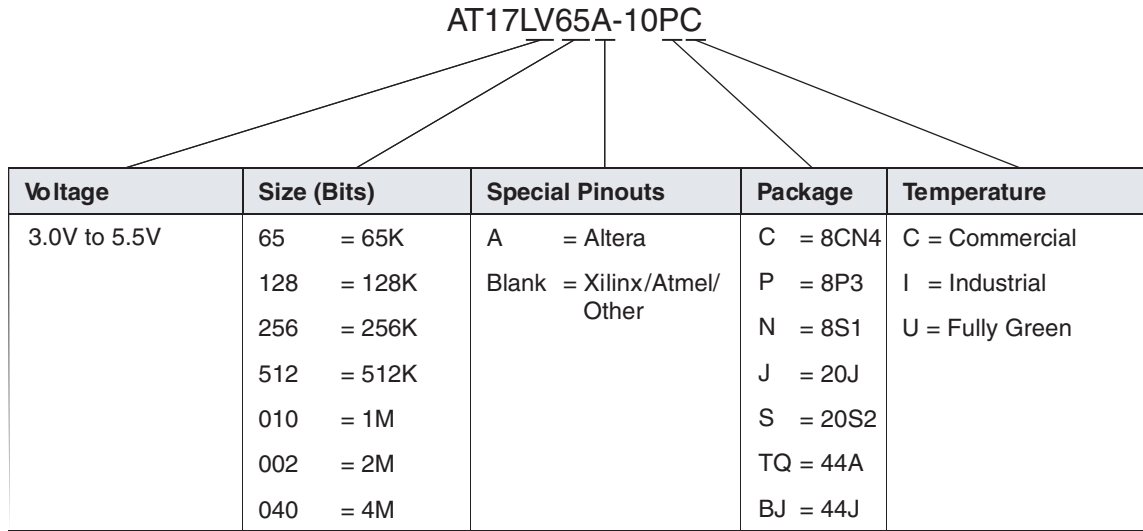 AT17LV65A-10PC
Voltage Size (Bits) Special Pinouts Package Temperature
3.0V to 5.5V 65 = 65K A = Altera C = 8CN4 C = Commercial
128 = 128K Blank = Xilinx/Atmel/ P = 8P3 I = Industrial
Other
256 = 256K N = 8S1 U = Fully Green
512 = 512K J = 20J
010 = 1M S = 20S2
002 = 2M TQ = 44A
040 = 4M BJ = 44J